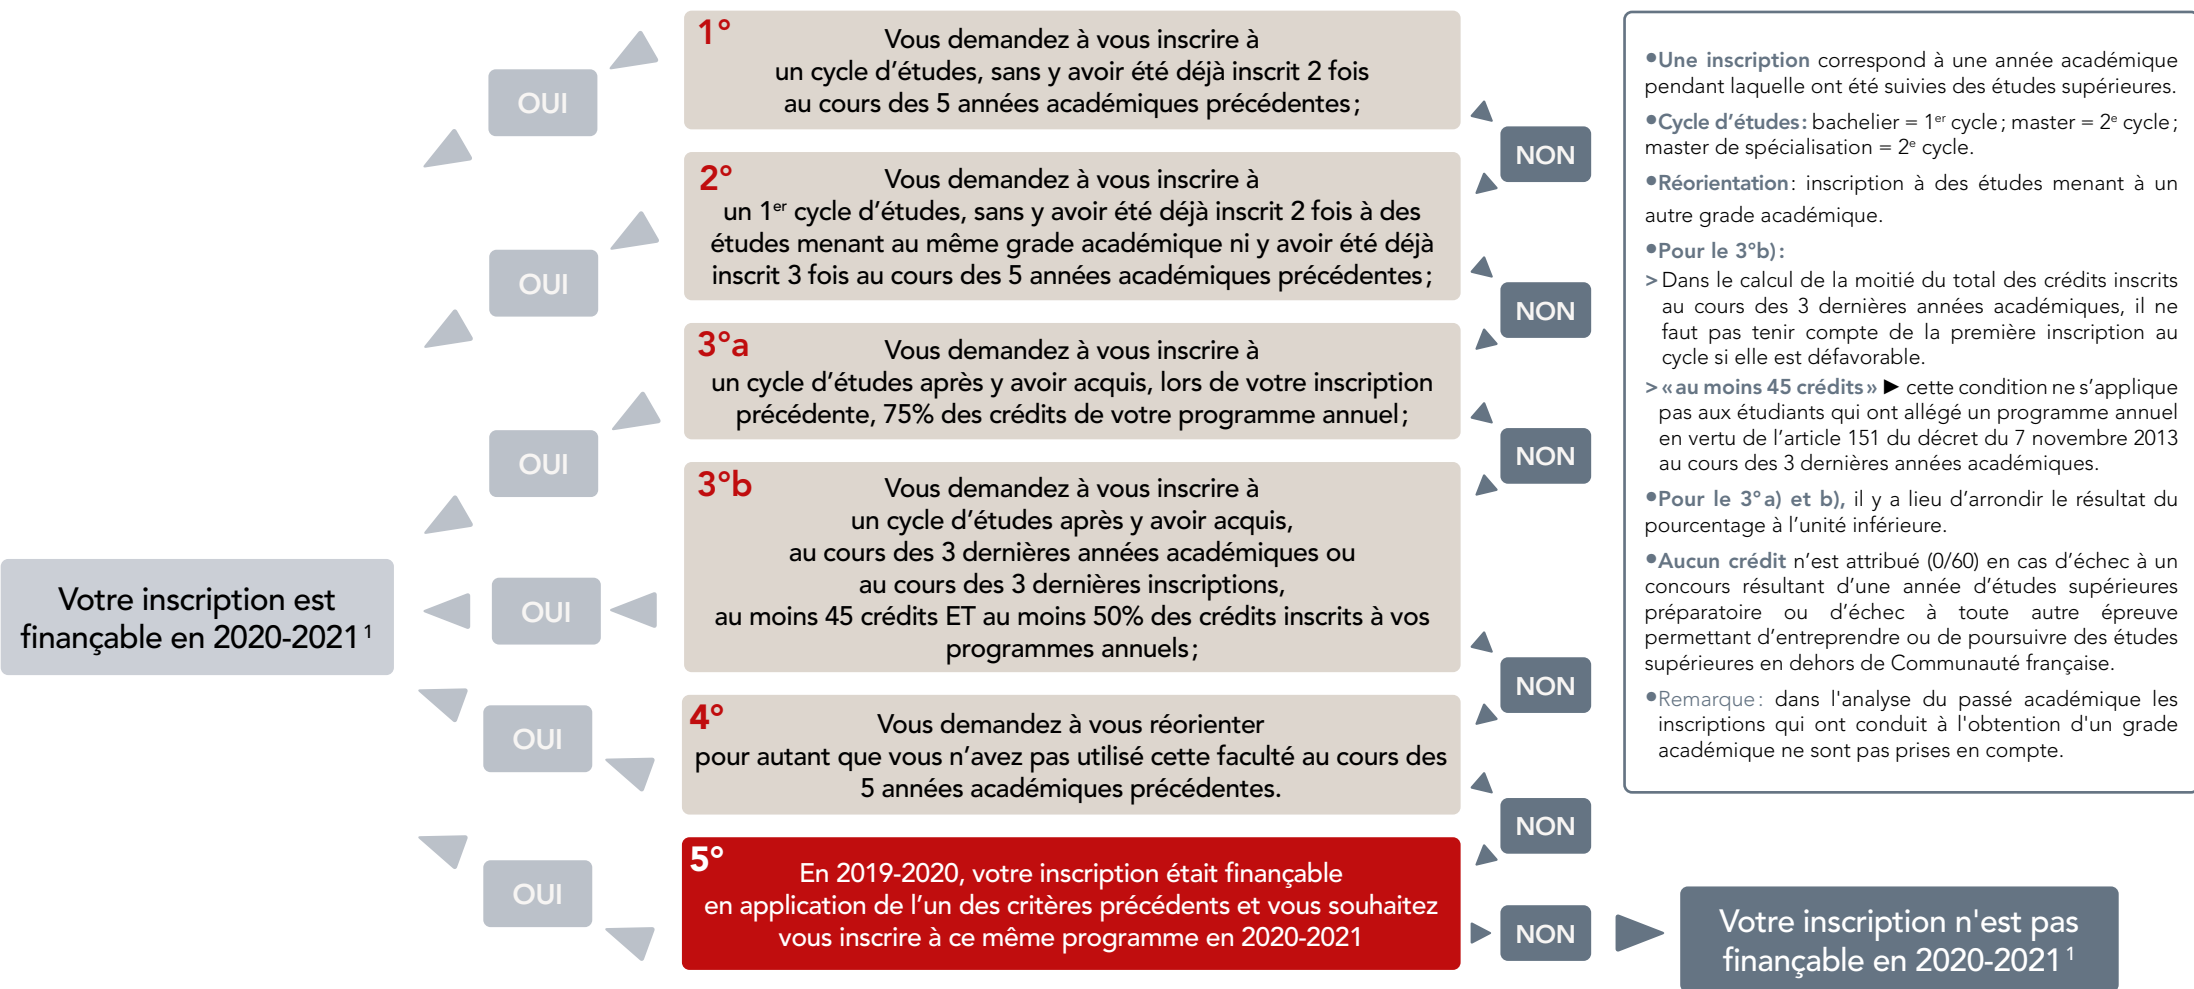 1°
Vous demandez à vous inscrire à
un cycle d’études, sans y avoir été déjà inscrit 2 fois
au cours des 5 années académiques précédentes;
OUI
NON
2°
Vous demandez à vous inscrire à
un 1er cycle d’études, sans y avoir été déjà inscrit 2 fois à des
études menant au même grade académique ni y avoir été déjà
inscrit 3 fois au cours des 5 années académiques précédentes;
OUI
NON
3°a
Vous demandez à vous inscrire à
un cycle d’études après y avoir acquis, lors de votre inscription
précédente, 75% des crédits de votre programme annuel;
OUI
NON
3°b
Vous demandez à vous inscrire à
un cycle d’études après y avoir acquis,
au cours des 3 dernières années académiques ou
au cours des 3 dernières inscriptions,
au moins 45 crédits ET au moins 50% des crédits inscrits à vos
programmes annuels;
OUI
NON
4°
Vous demandez à vous réorienter
pour autant que vous n’avez pas utilisé cette faculté au cours des
5 années académiques précédentes.
OUI
NON
5°
En 2019-2020, votre inscription était finançable
en application de l’un des critères précédents et vous souhaitez
vous inscrire à ce même programme en 2020-2021
OUI
NON
Votre inscription est
finançable en 2020-2021 1
Votre inscription n'est pas
finançable en 2020-2021 1
•Une inscription correspond à une année académique
pendant laquelle ont été suivies des études supérieures.
•Cycle d’études: bachelier = 1er cycle; master = 2e cycle;
master de spécialisation = 2e cycle.
•Réorientation: inscription à des études menant à un
autre grade académique.
•Pour le 3°b):
> Dans le calcul de la moitié du total des crédits inscrits
au cours des 3 dernières années académiques, il ne
faut pas tenir compte de la première inscription au
cycle si elle est défavorable.
> «au moins 45 crédits» ► cette condition ne s’applique
pas aux étudiants qui ont allégé un programme annuel
en vertu de l’article 151 du décret du 7 novembre 2013
au cours des 3 dernières années académiques.
•Pour le 3° a) et b), il y a lieu d’arrondir le résultat du
pourcentage à l’unité inférieure.
•Aucun crédit n’est attribué (0/60) en cas d’échec à un
concours résultant d’une année d’études supérieures
préparatoire ou d’échec à toute autre épreuve
permettant d’entreprendre ou de poursuivre des études
supérieures en dehors de Communauté française.
•Remarque: dans l'analyse du passé académique les
inscriptions qui ont conduit à l'obtention d'un grade
académique ne sont pas prises en compte.